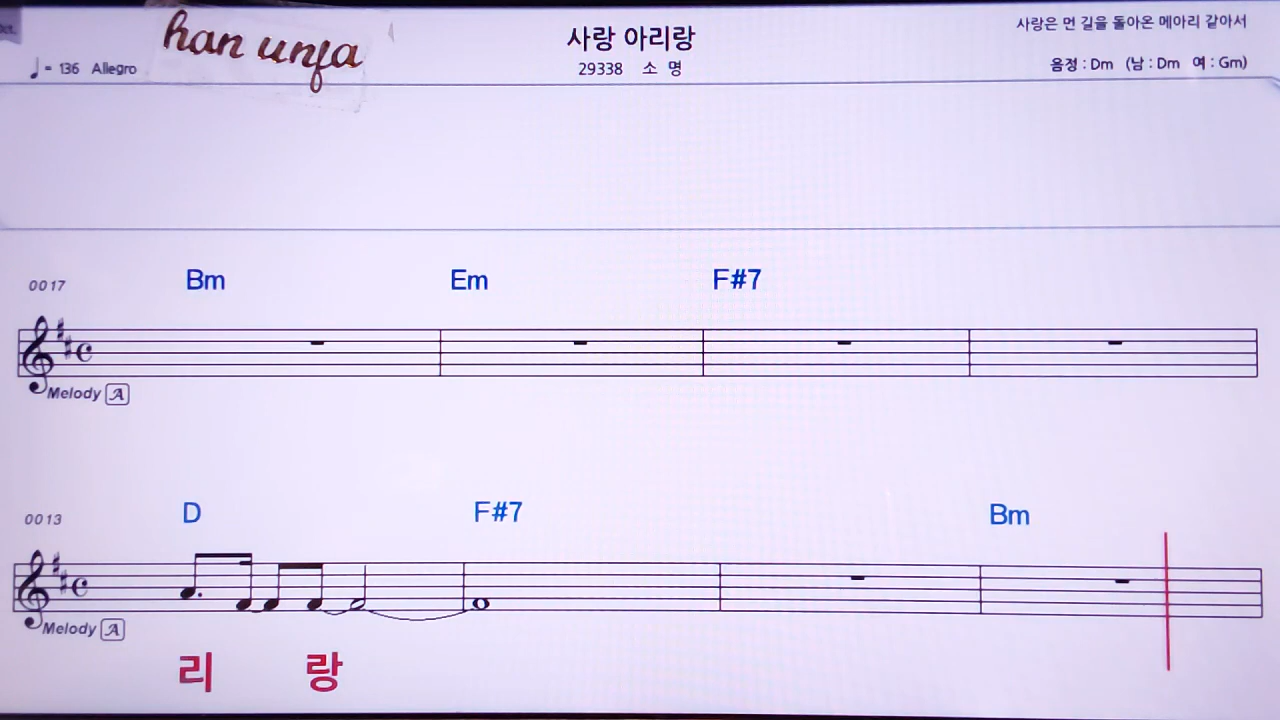 han unfa
사랑 아리랑
29338 소 명
사랑은 먼 길을 돌아온 메아리 같아서
음정 : Dm (남 : Dm 여 : Gm)
♩= 136 Allegro
0017 Bm Em F#7
Melody A
0013 D F#7 Bm
Melody A
리 랑